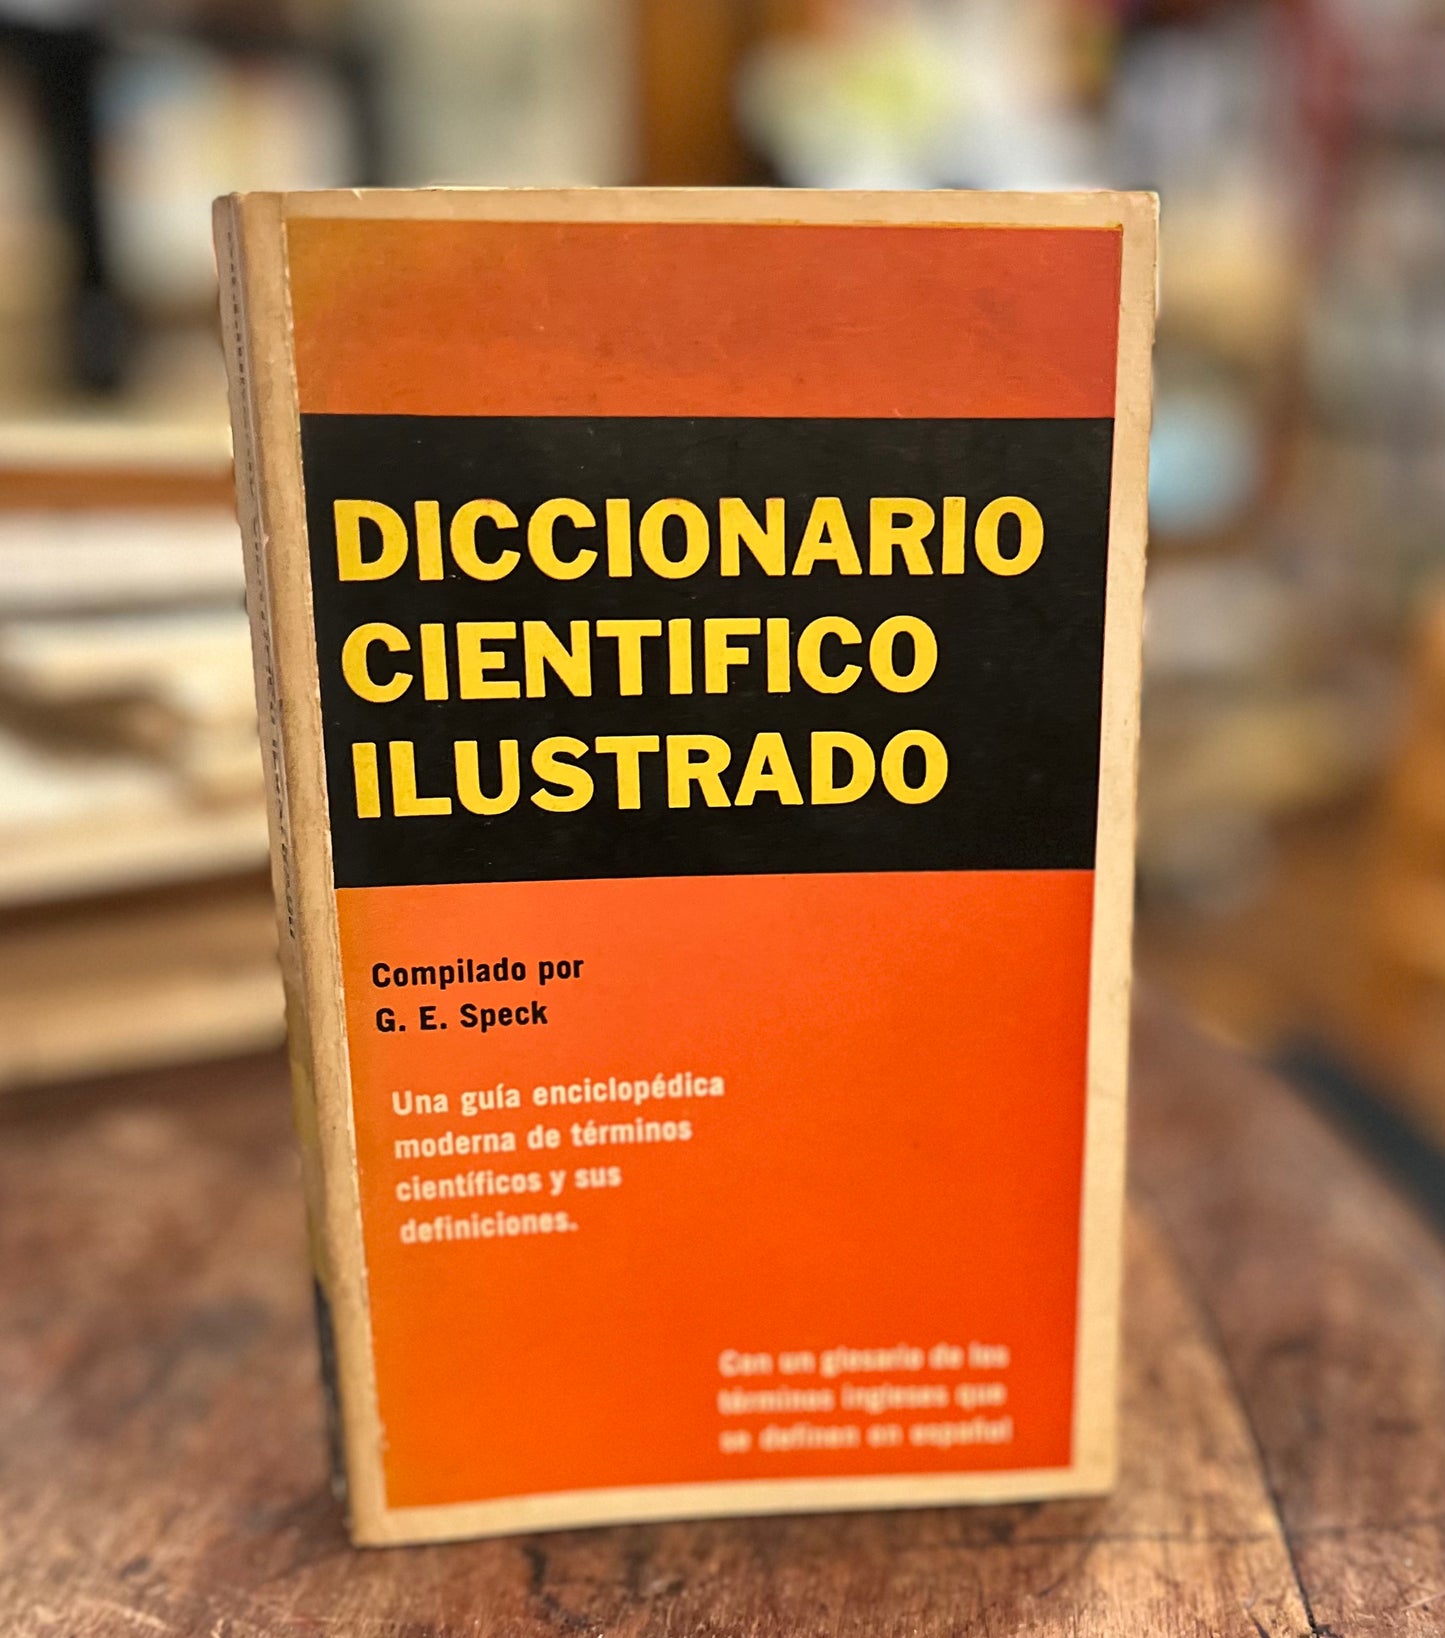 DICCIONARIO
CIENTIFICO
ILUSTRADO
Compilado por
G. E. Speck
Una guía enciclopédica
moderna de términos
científicos y sus
definiciones.
Con un glosario de los
términos ingleses que
se definen en español